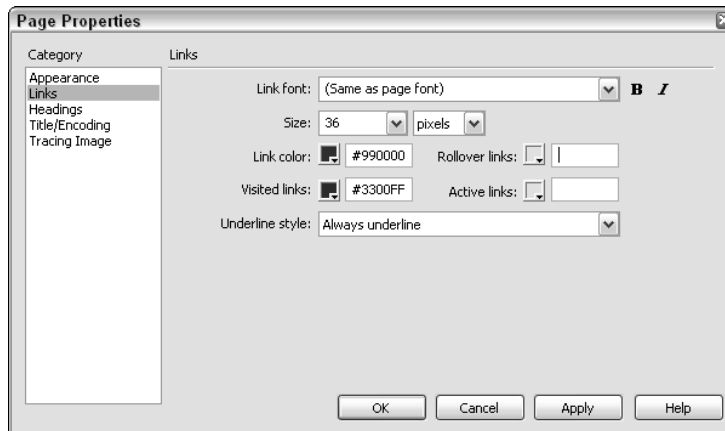 Page Properties
Category
Appearance
Links
Headings
Title/Encoding
Tracing Image
Links
Link font: (Same as page font) B I
Size: 36 pixels
Link color: #990000 Rollover links:
Visited links: #3300FF Active links:
Underline style: Always underline
OK Cancel Apply Help